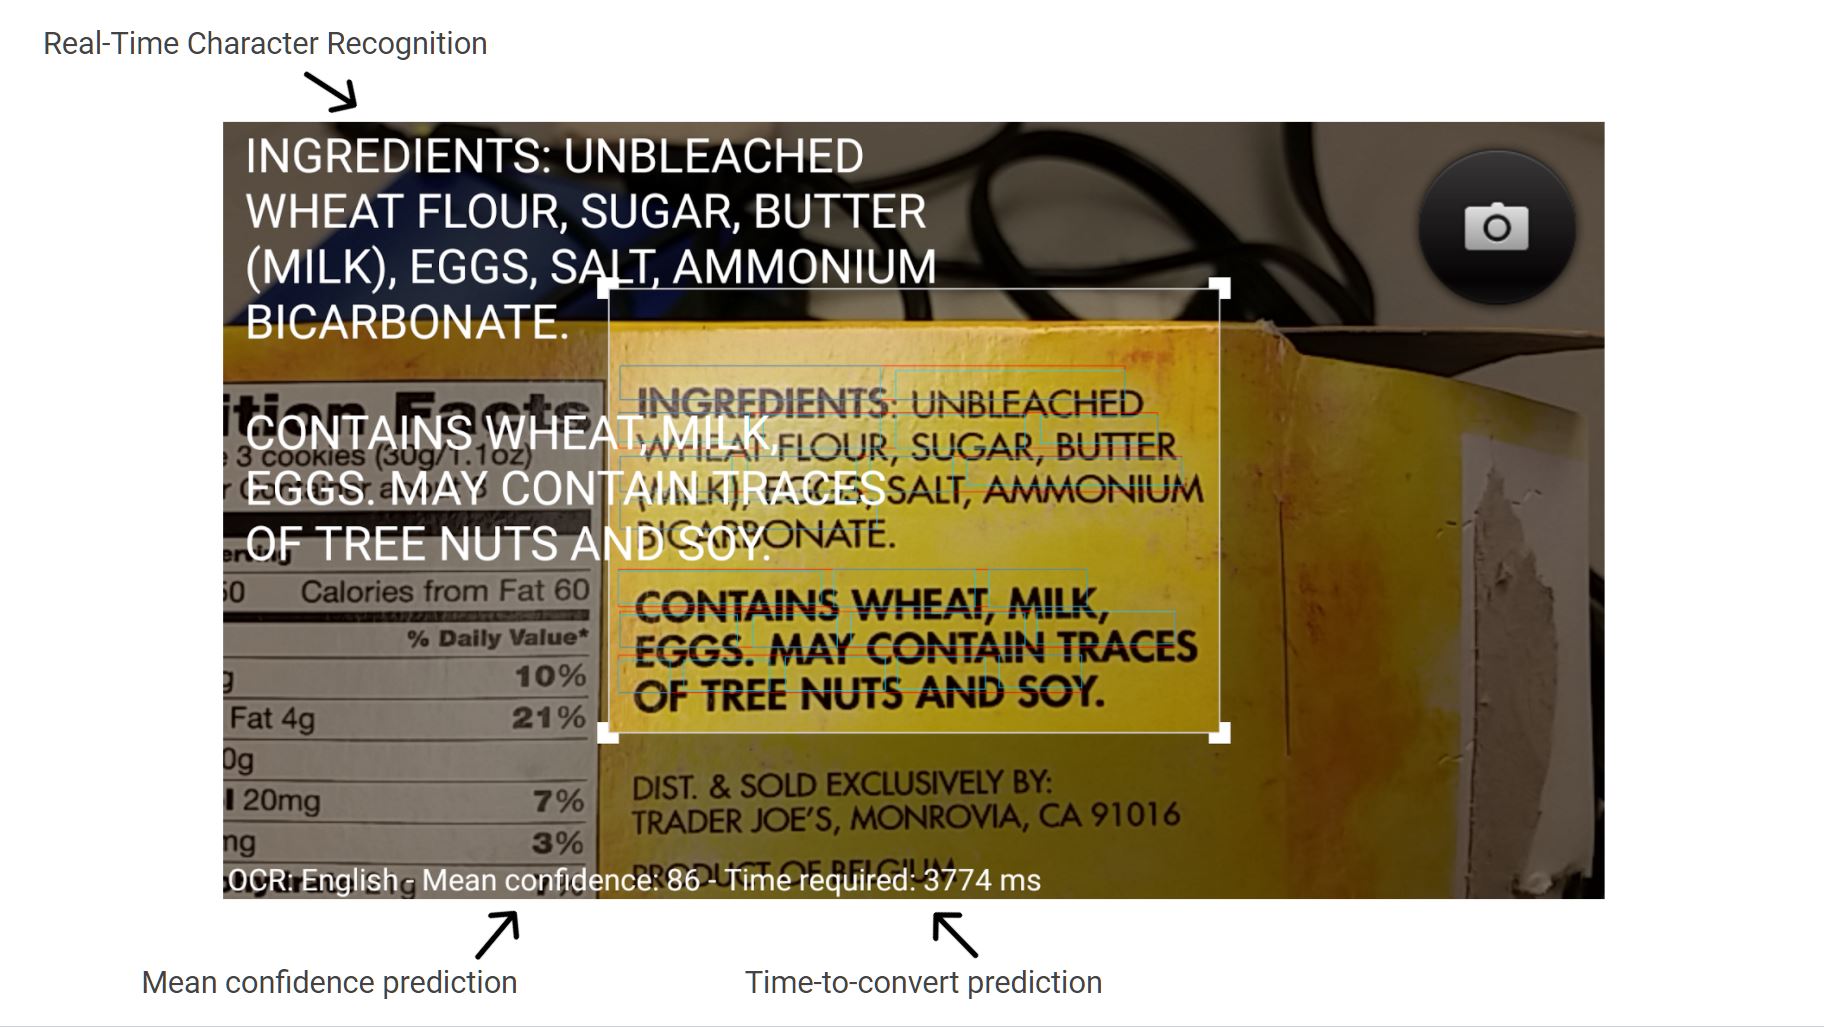 Real-Time Character Recognition
INGREDIENTS: UNBLEACHED
WHEAT FLOUR, SUGAR, BUTTER
(MILK), EGGS, SALT, AMMONIUM
BICARBONATE.
CONTAINS WHEAT, MILK,
EGGS. MAY CONTAIN TRACES
OF TREE NUTS AND SOY.
ition Facts
3 cookies (30g/1.1oz)
Calories from Fat 60
% Daily Value*
10%
Fat 4g 21%
0g
20mg 7%
mg 3%
INGREDIENTS: UNBLEACHED
WHEAT FLOUR, SUGAR, BUTTER
(MILK), EGGS, SALT, AMMONIUM
BICARBONATE.
CONTAINS WHEAT, MILK,
EGGS. MAY CONTAIN TRACES
OF TREE NUTS AND SOY.
DIST. & SOLD EXCLUSIVELY BY:
TRADER JOE'S, MONROVIA, CA 91016
PRODUCT OF BELGIUM
OCR: English - Mean confidence: 86 - Time required: 3774 ms
Mean confidence prediction
Time-to-convert prediction